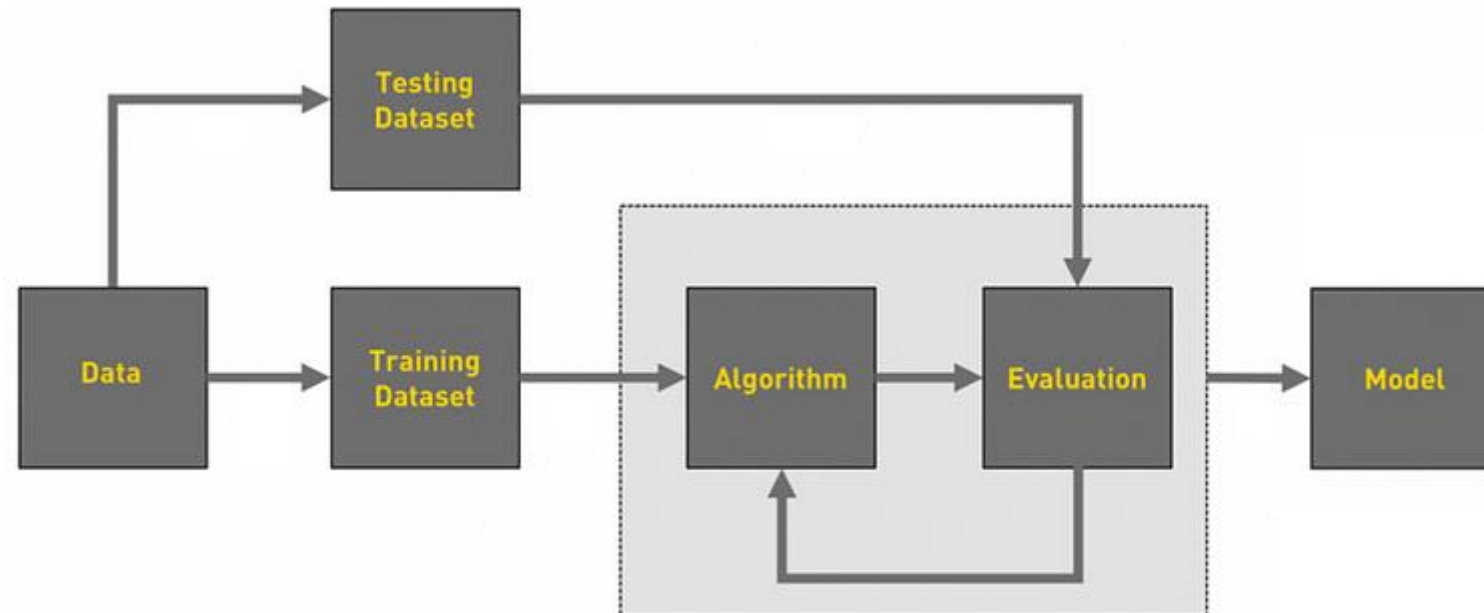 Testing
Dataset
Data
Training
Dataset
Algorithm
Evaluation
Model